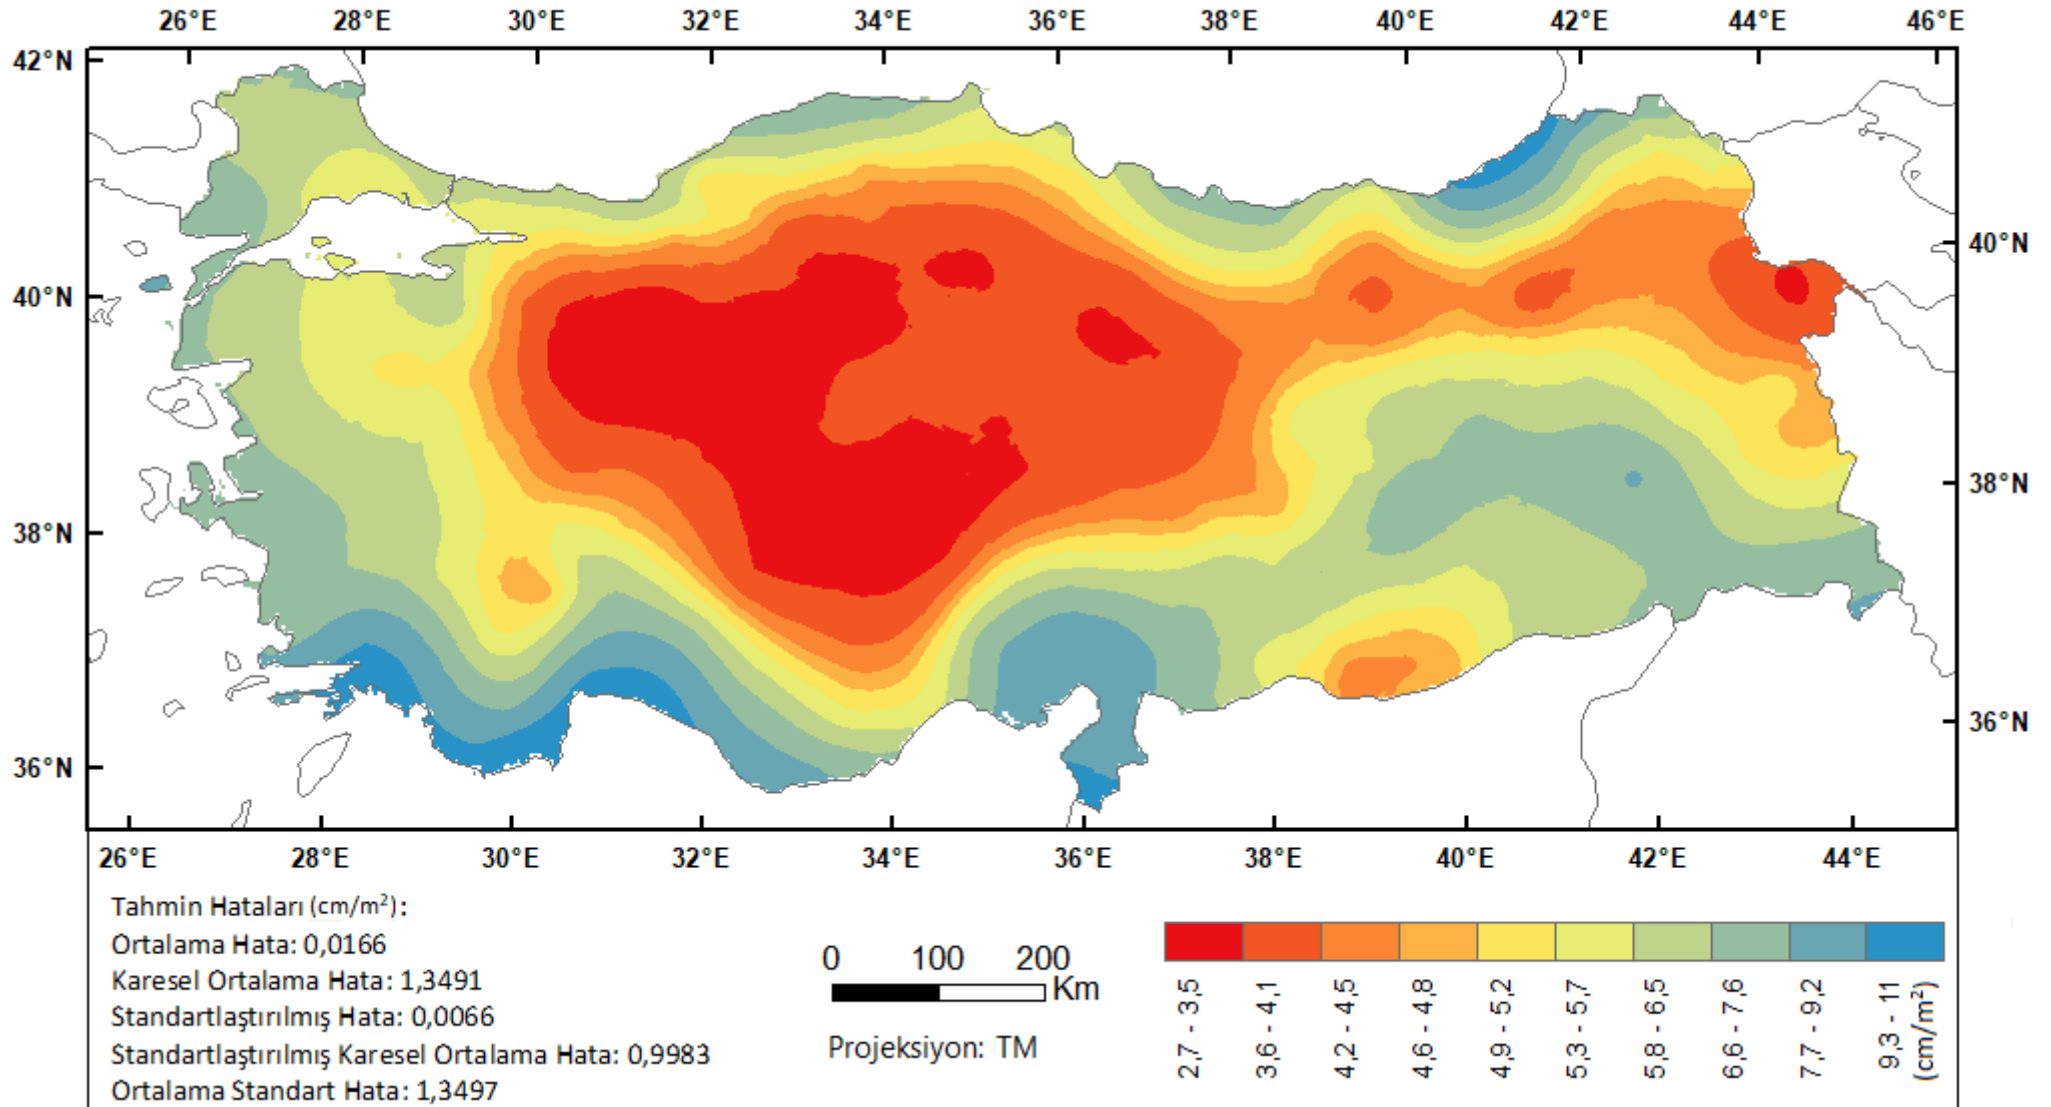 26°E 28°E 30°E 32°E 34°E 36°E 38°E 40°E 42°E 44°E 46°E
42°N
40°N
40°N
38°N
38°N
36°N
36°N
26°E 28°E 30°E 32°E 34°E 36°E 38°E 40°E 42°E 44°E
Tahmin Hataları (cm/m²):
Ortalama Hata: 0,0166
Karesel Ortalama Hata: 1,3491
Standartlaştırılmış Hata: 0,0066
Standartlaştırılmış Karesel Ortalama Hata: 0,9983
Ortalama Standart Hata: 1,3497
0 100 200
Km
Projeksiyon: TM
2,7 - 3,5
3,6 - 4,1
4,2 - 4,5
4,6 - 4,8
4,9 - 5,2
5,3 - 5,7
5,8 - 6,5
6,6 - 7,6
7,7 - 9,2
9,3 - 11
(cm/m²)